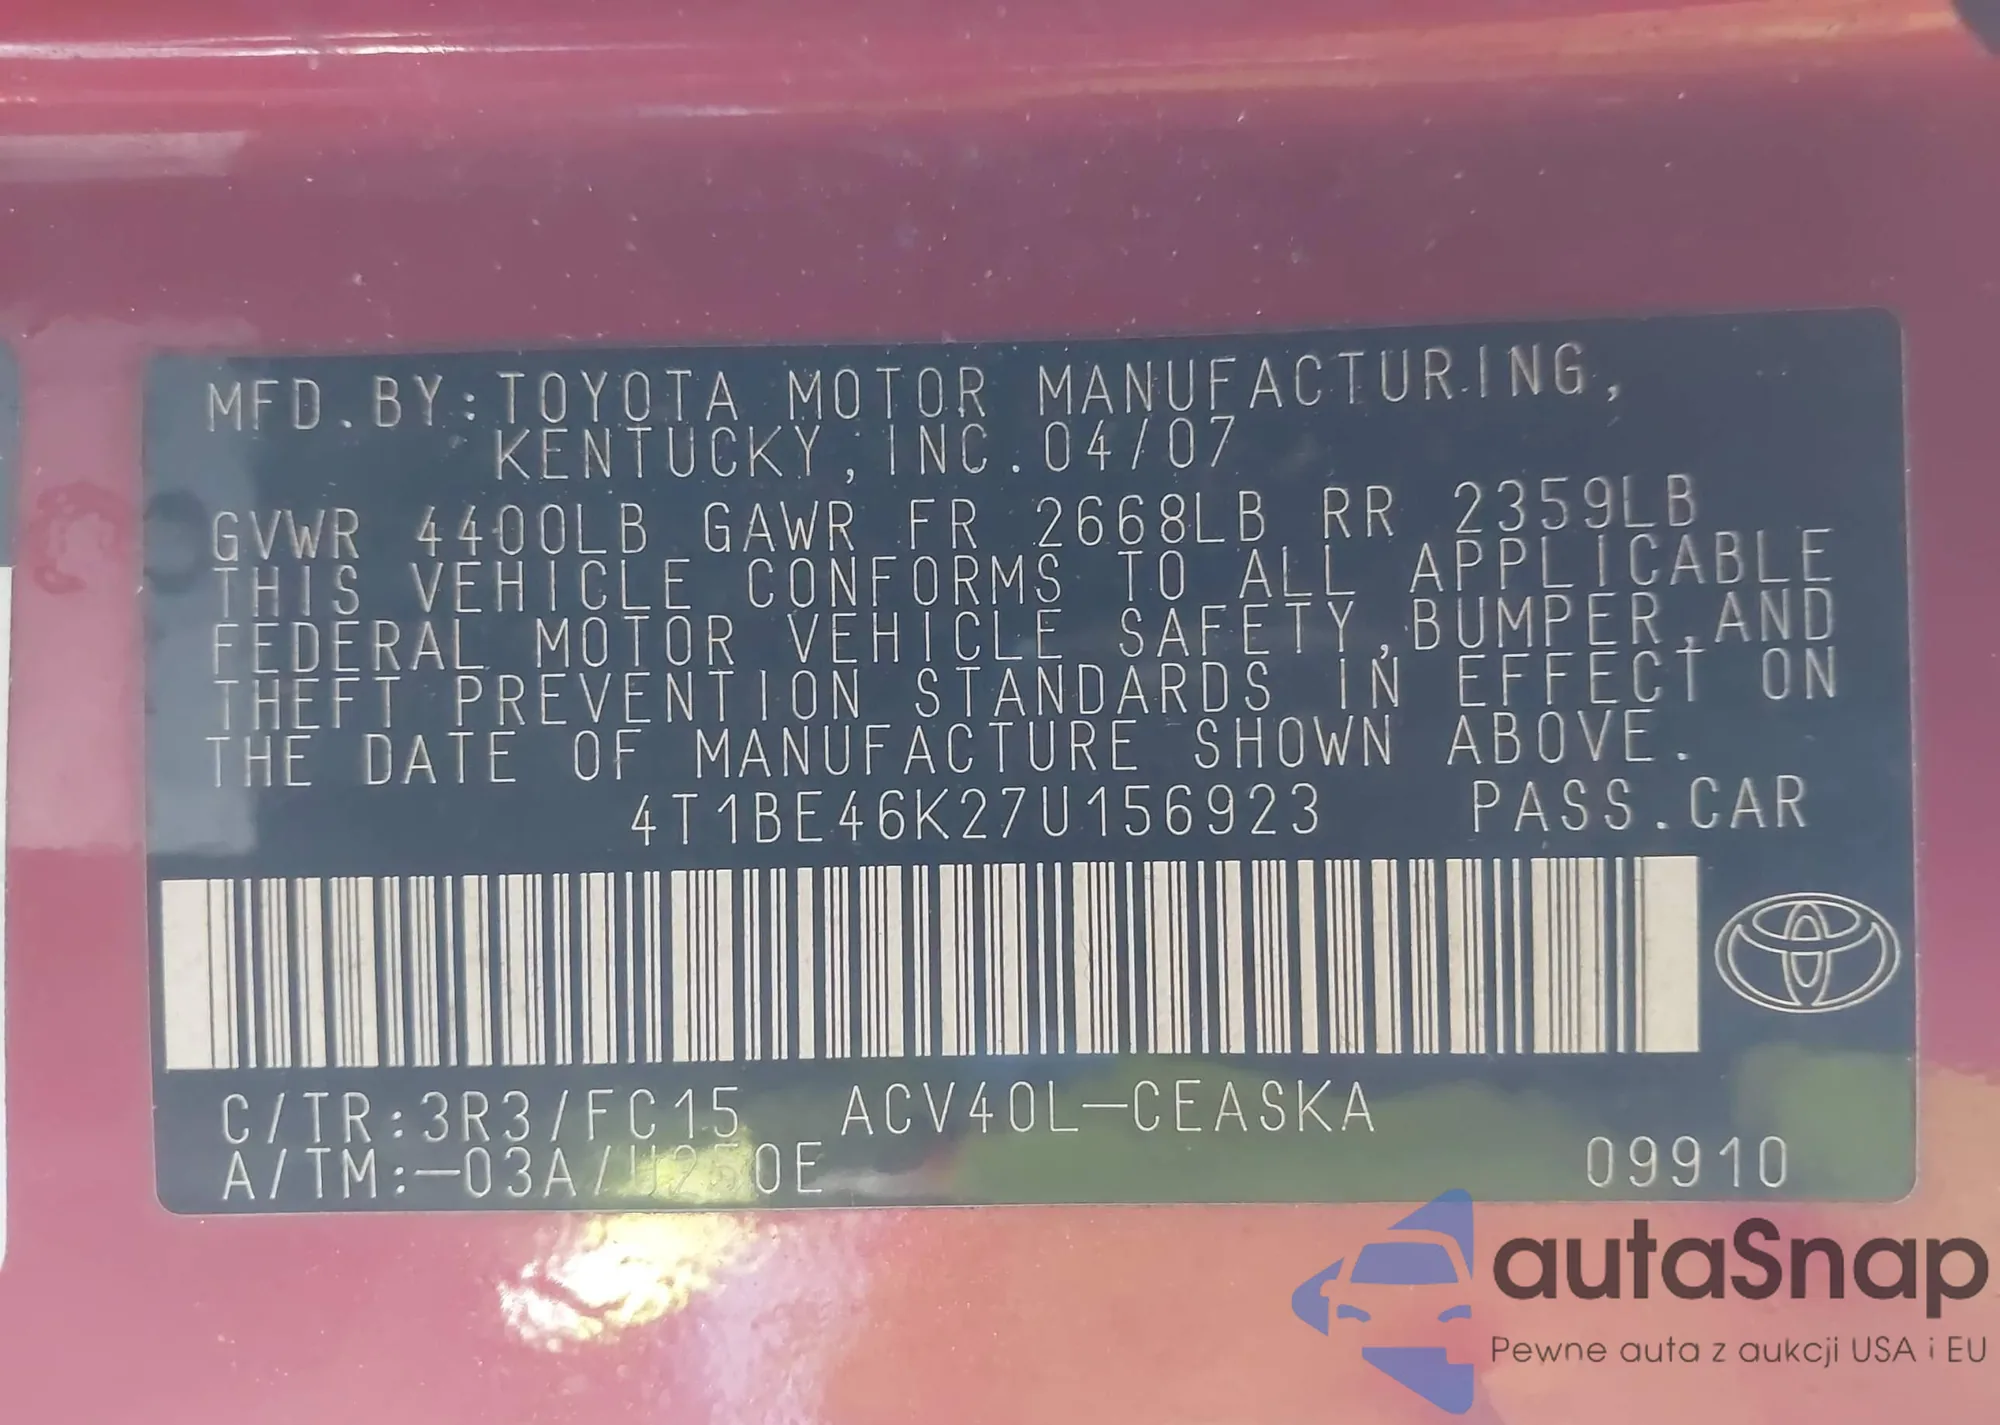 MFD.BY:TOYOTA MOTOR MANUFACTURING,
KENTUCKY,INC.04/07
GVWR 4400LB GAWR FR 2668LB RR 2359LB
THIS VEHICLE CONFORMS TO ALL APPLICABLE
FEDERAL MOTOR VEHICLE SAFETY,BUMPER,AND
THEFT PREVENTION STANDARDS IN EFFECT ON
THE DATE OF MANUFACTURE SHOWN ABOVE.
4T1BE46K27U156923 PASS.CAR
C/TR:3R3/FC15 ACV40L-CEASKA
A/TM:-03A/U250E 09910
autaSnap
Pewne auta z aukcji USA i EU